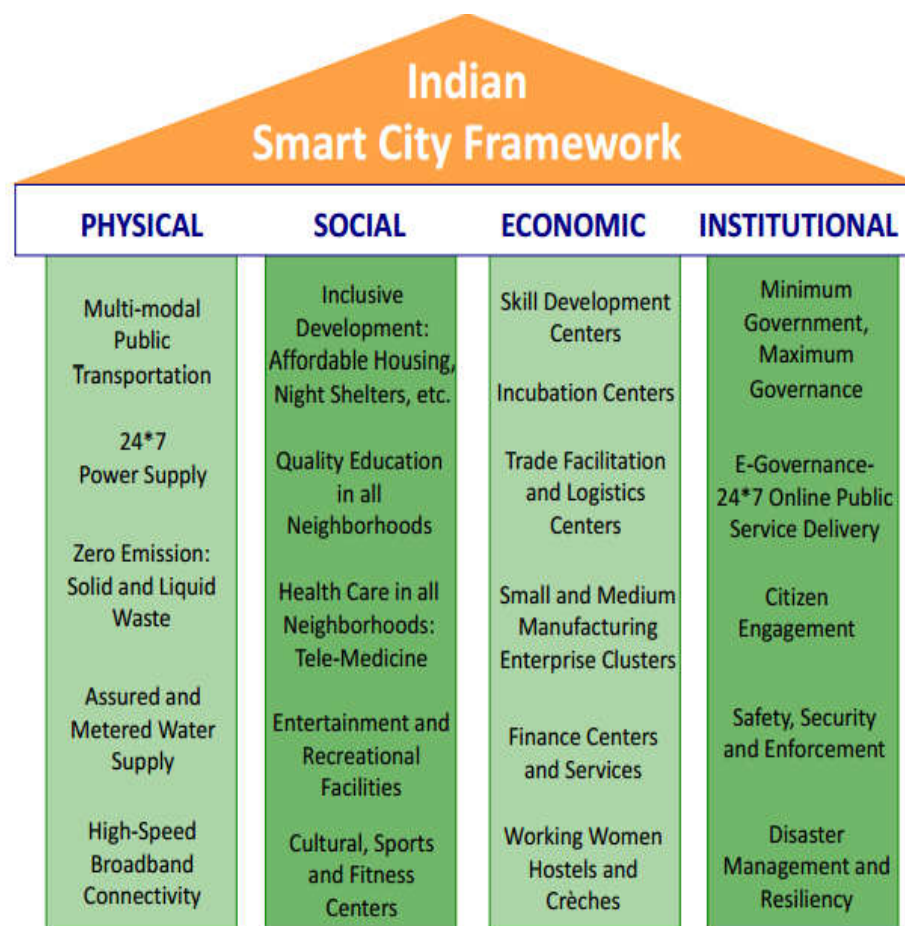 Indian
Smart City Framework
PHYSICAL
SOCIAL
ECONOMIC
INSTITUTIONAL
Multi-modal
Public
Transportation
24*7
Power Supply
Zero Emission:
Solid and Liquid
Waste
Assured and
Metered Water
Supply
High-Speed
Broadband
Connectivity
Inclusive
Development:
Affordable Housing,
Night Shelters, etc.
Quality Education
in all
Neighborhoods
Health Care in all
Neighborhoods:
Tele-Medicine
Entertainment and
Recreational
Facilities
Cultural, Sports
and Fitness
Centers
Skill Development
Centers
Incubation Centers
Trade Facilitation
and Logistics
Centers
Small and Medium
Manufacturing
Enterprise Clusters
Finance Centers
and Services
Working Women
Hostels and
Crèches
Minimum
Government,
Maximum
Governance
E-Governance-
24*7 Online Public
Service Delivery
Citizen
Engagement
Safety, Security
and Enforcement
Disaster
Management and
Resiliency